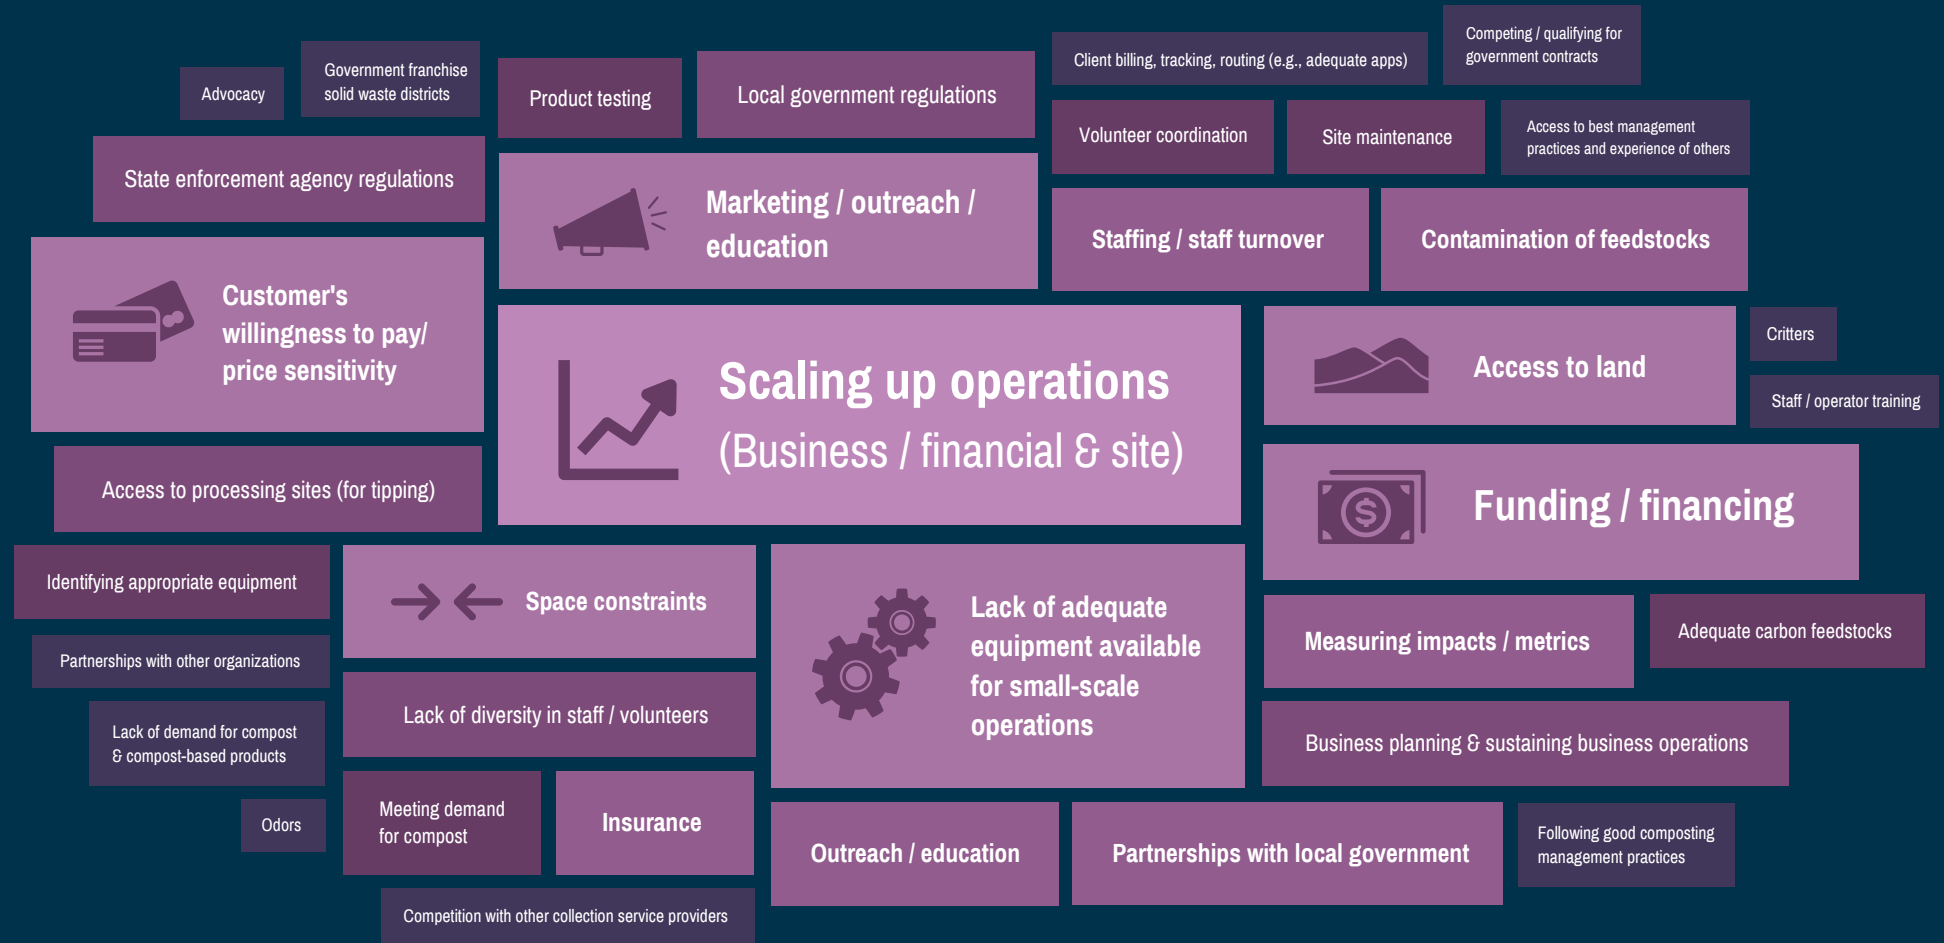 Competing / qualifying for
government contracts
Client billing, tracking, routing (e.g., adequate apps)
Government franchise
solid waste districts
Advocacy
Product testing
Local government regulations
Volunteer coordination
Site maintenance
Access to best management
practices and experience of others
State enforcement agency regulations
Marketing / outreach /
education
Staffing / staff turnover
Contamination of feedstocks
Customer's
willingness to pay/
price sensitivity
Scaling up operations
(Business / financial & site)
Access to land
Critters
Staff / operator training
Access to processing sites (for tipping)
Funding / financing
$
Identifying appropriate equipment
Space constraints
Lack of adequate
equipment available
for small-scale
operations
Measuring impacts / metrics
Adequate carbon feedstocks
Partnerships with other organizations
Lack of diversity in staff / volunteers
Business planning & sustaining business operations
Lack of demand for compost
& compost-based products
Meeting demand
for compost
Insurance
Odors
Outreach / education
Partnerships with local government
Following good composting
management practices
Competition with other collection service providers